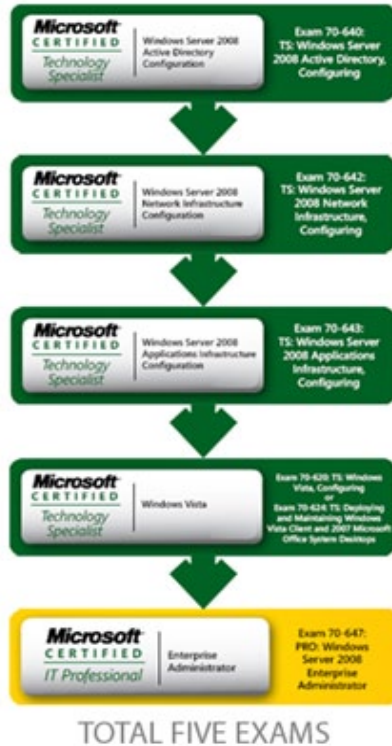 Microsoft
CERTIFIED
Technology
Specialist
Windows Server 2008
Active Directory
Configuration
Exam 70-640:
TS: Windows Server
2008 Active Directory,
Configuring
Microsoft
CERTIFIED
Technology
Specialist
Windows Server 2008
Network Infrastructure
Configuration
Exam 70-642:
TS: Windows Server
2008 Network
Infrastructure,
Configuring
Microsoft
CERTIFIED
Technology
Specialist
Windows Server 2008
Applications Infrastructure
Configuration
Exam 70-643:
TS: Windows Server
2008 Applications
Infrastructure,
Configuring
Microsoft
CERTIFIED
Technology
Specialist
Windows Vista
Exam 70-620: TS: Windows
Vista, Configuring
or
Exam 70-624: TS: Deploying
and Maintaining Windows
Vista Client and 2007 Microsoft
Office System Desktops
Microsoft
CERTIFIED
IT Professional
Enterprise
Administrator
Exam 70-647:
PRO: Windows
Server 2008
Enterprise
Administrator
TOTAL FIVE EXAMS